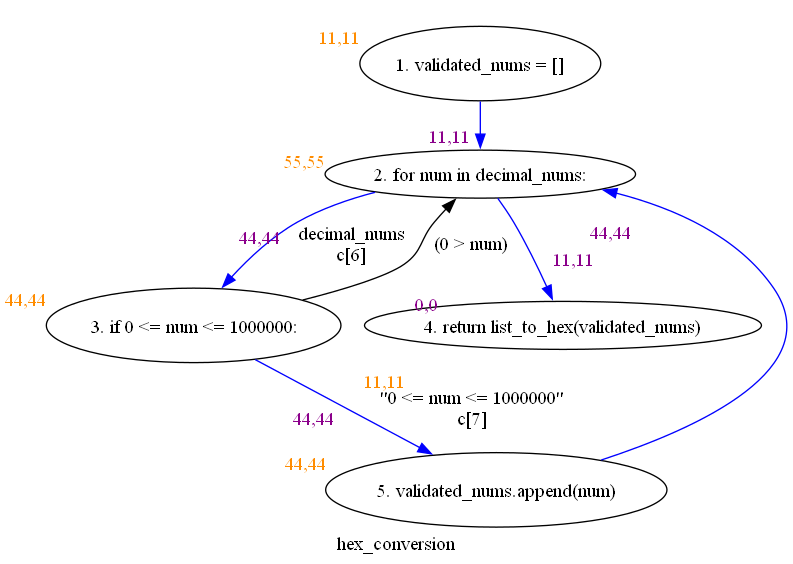 11,11
1. validated_nums = []
11,11
55,55
2. for num in decimal_nums:
44,44
decimal_nums
c[6]
(0 > num)
44,44
11,11
44,44
3. if 0 <= num <= 1000000:
0,0
4. return list_to_hex(validated_nums)
11,11
"0 <= num <= 1000000"
c[7]
44,44
44,44
5. validated_nums.append(num)
hex_conversion